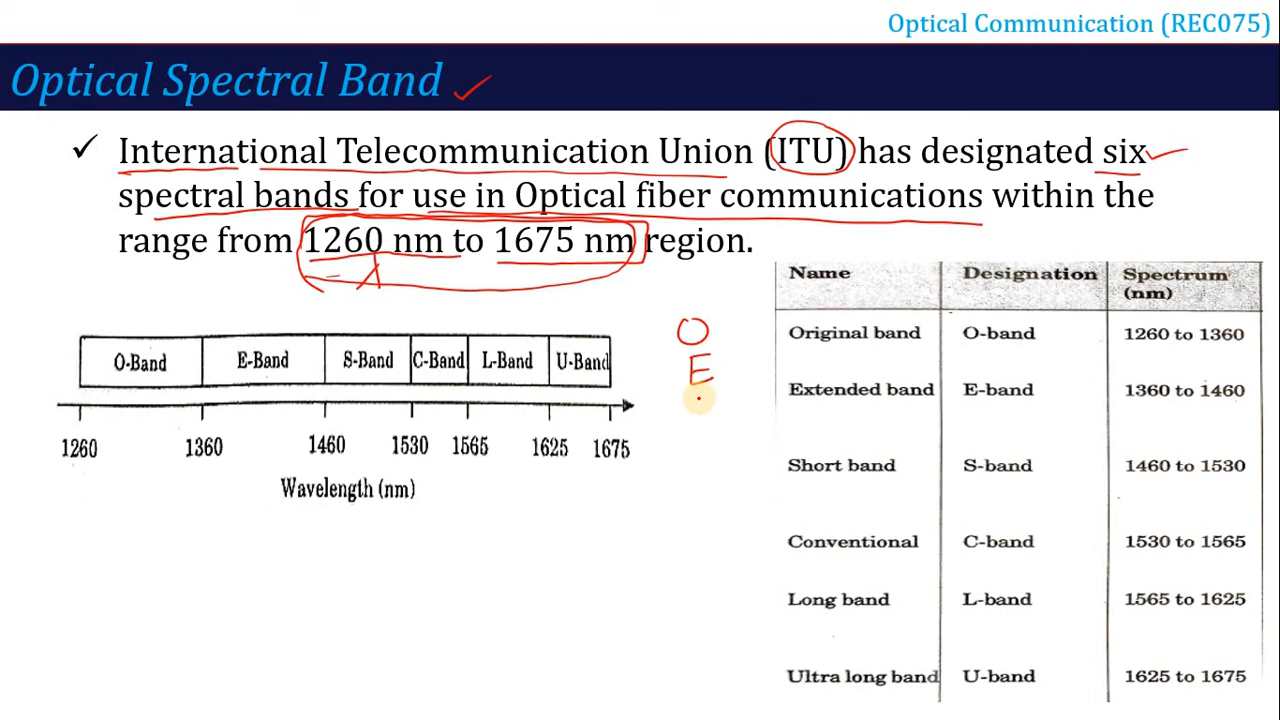 Optical Communication (REC075)
Optical Spectral Band
International Telecommunication Union (ITU) has designated six
spectral bands for use in Optical fiber communications within the
range from 1260 nm to 1675 nm region.
λ
O-Band E-Band S-Band C-Band L-Band U-Band
1260 1360 1460 1530 1565 1625 1675
Wavelength (nm)
O
E
Name Designation Spectrum
(nm)
Original band O-band 1260 to 1360
Extended band E-band 1360 to 1460
Short band S-band 1460 to 1530
Conventional C-band 1530 to 1565
Long band L-band 1565 to 1625
Ultra long band U-band 1625 to 1675